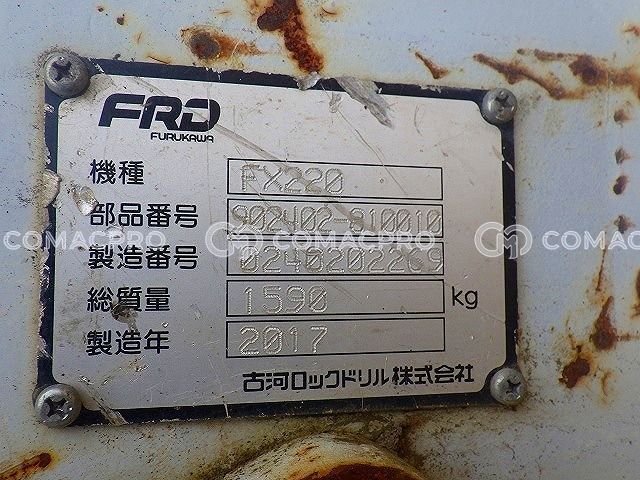 FRD
FURUKAWA
機種 FX220
部品番号 902402-810010
製造番号 02402022C9
総質量 1590 kg
製造年 2017
古河ロックドリル株式会社
COMACPRO
COMACPRO
COMACPRO